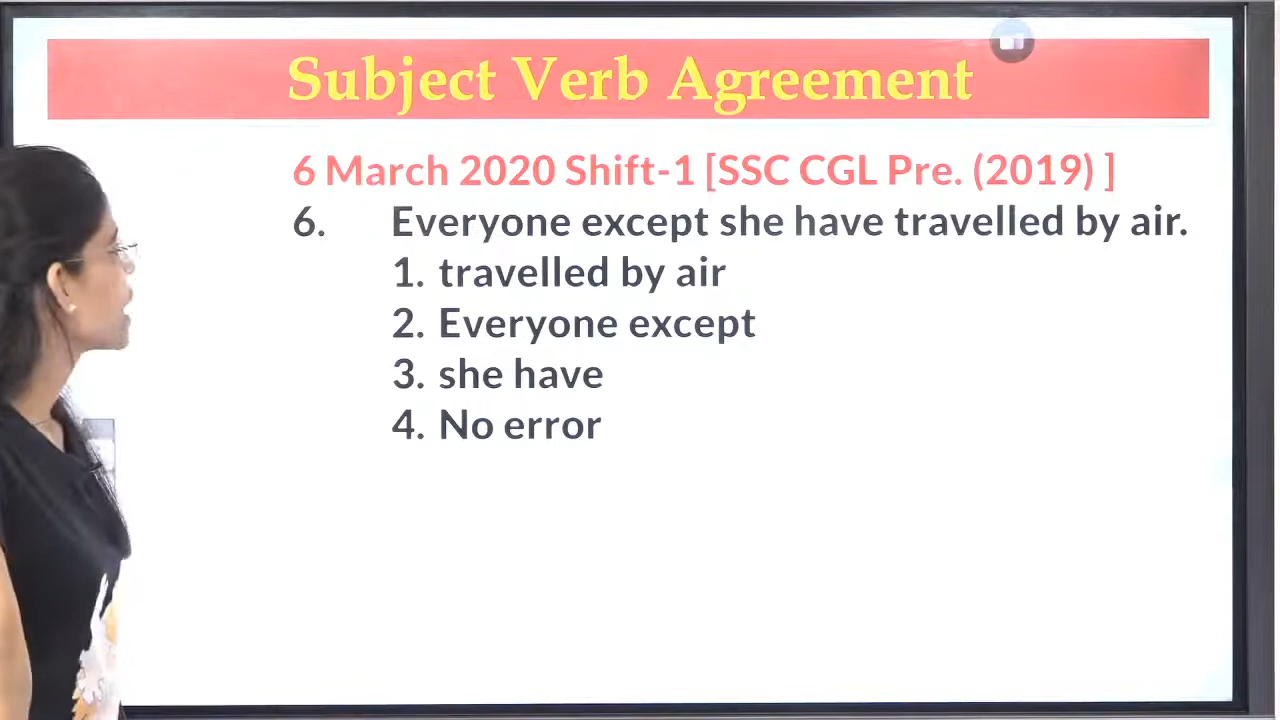 Subject Verb Agreement
6 March 2020 Shift-1 [SSC CGL Pre. (2019) ]
6. Everyone except she have travelled by air.
1. travelled by air
2. Everyone except
3. she have
4. No error